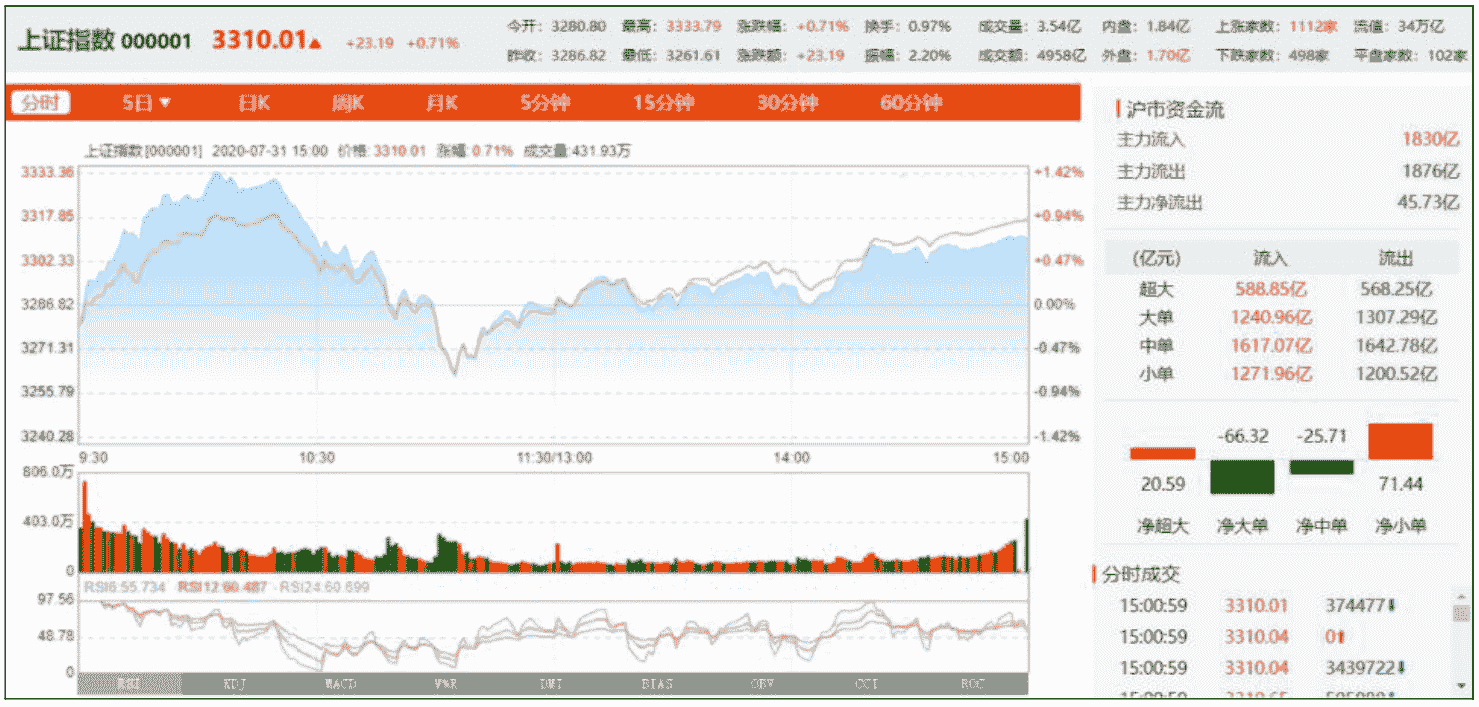 上证指数 000001 3310.01▲ +23.19 +0.71%
今开：3280.80 最高：3333.79 涨跌幅：+0.71% 换手：0.97% 成交量：3.54亿 内盘：1.84亿 上涨家数：1112家 流值：34万亿
昨收：3286.82 最低：3261.61 涨跌额：+23.19 振幅：2.20% 成交额：4958亿 外盘：1.70亿 下跌家数：498家 平盘家数：102家
分时 5日▼ 日K 周K 月K 5分钟 15分钟 30分钟 60分钟
上证指数[000001] 2020-07-31 15:00 价格:3310.01 涨幅:0.71% 成交量:431.93万
3333.36 +1.42%
3317.85 +0.94%
3302.33 +0.47%
3286.82 0.00%
3271.31 -0.47%
3255.79 -0.94%
3240.28 -1.42%
9:30 10:30 11:30/13:00 14:00 15:00
806.0万
403.0万
0
RSI6:55.734 RSI12:60.487 RSI24:60.699
97.56
48.78
0
RSI KDJ MACD W%R DMI BIAS OBV CCI ROC
沪市资金流
主力流入 1830亿
主力流出 1876亿
主力净流出 45.73亿
(亿元) 流入 流出
超大 588.85亿 568.25亿
大单 1240.96亿 1307.29亿
中单 1617.07亿 1642.78亿
小单 1271.96亿 1200.52亿
-66.32 -25.71
20.59 71.44
净超大 净大单 净中单 净小单
分时成交
15:00:59 3310.01 374477⬇
15:00:59 3310.04 0⬆
15:00:59 3310.04 3439722⬇